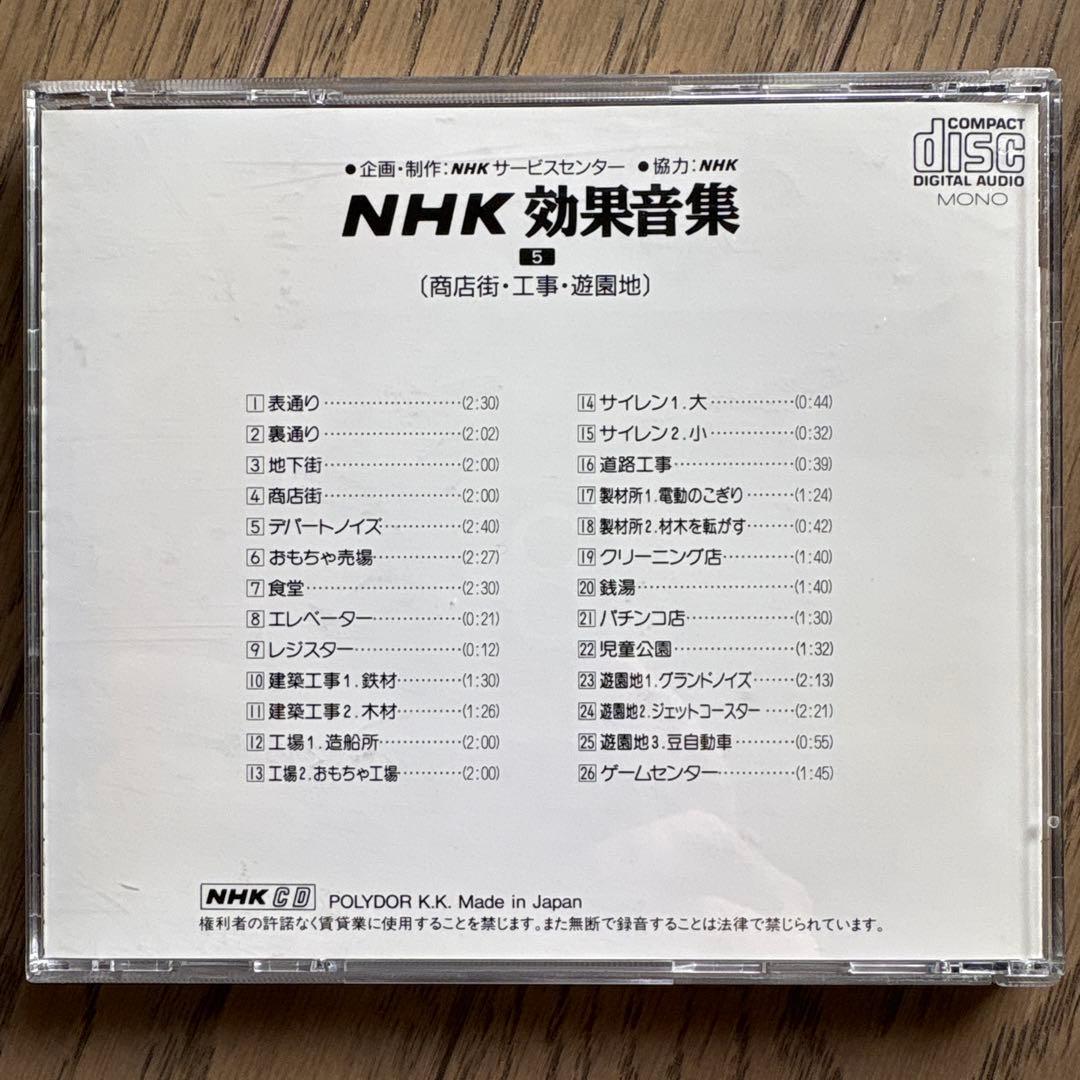 COMPACT
disc
DIGITAL AUDIO
MONO
●企画・制作:NHKサービスセンター ●協力:NHK
NHK 効果音集
5
〔商店街・工事・遊園地〕
1 表通り……………………(2:30)
2 裏通り……………………(2:02)
3 地下街……………………(2:00)
4 商店街……………………(2:00)
5 デパートノイズ…………(2:40)
6 おもちゃ売場……………(2:27)
7 食堂………………………(2:30)
8 エレベーター……………(0:21)
9 レジスター………………(0:12)
10 建築工事1.鉄材…………(1:30)
11 建築工事2.木材…………(1:26)
12 工場1.造船所……………(2:00)
13 工場2.おもちゃ工場………(2:00)
14 サイレン1.大……………(0:44)
15 サイレン2.小……………(0:32)
16 道路工事…………………(0:39)
17 製材所1.電動のこぎり……(1:24)
18 製材所2.材木を転がす……(0:42)
19 クリーニング店…………(1:40)
20 銭湯………………………(1:40)
21 パチンコ店………………(1:30)
22 児童公園…………………(1:32)
23 遊園地1.グランドノイズ……(2:13)
24 遊園地2.ジェットコースター……(2:21)
25 遊園地3.豆自動車………(0:55)
26 ゲームセンター…………(1:45)
NHK CD POLYDOR K.K. Made in Japan
権利者の許諾なく賃貸業に使用することを禁じます。また無断で録音することは法律で禁じられています。